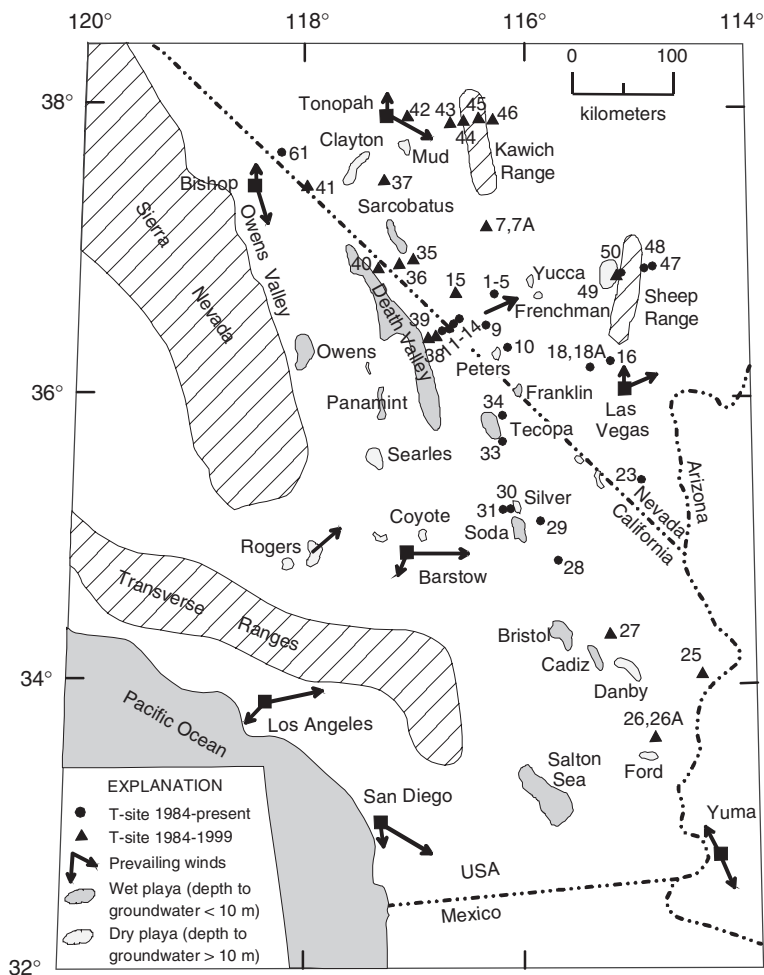 120° 118° 116° 114°
0 100
kilometers
38°
Tonopah
42 43 45 46
44
Clayton
Mud
Kawich
Range
61
Bishop
41
37
Sarcobatus
7,7A
Sierra
Nevada
Owens Valley
40
35
36
Death Valley
15
1-5
Yucca
Frenchman
50
48
47
49
Sheep
Range
39
38
11-14
9
10
Peters
18,18A
16
Las
Vegas
Owens
36°
Panamint
Franklin
34
Tecopa
33
Searles
23
Nevada
California
Arizona
30
Silver
31
Soda
29
28
Coyote
Rogers
Barstow
Transverse
Ranges
Bristol
27
Cadiz
Danby
25
34°
26,26A
Ford
Los Angeles
Pacific Ocean
Salton
Sea
San Diego
Yuma
USA
Mexico
EXPLANATION
T-site 1984-present
T-site 1984-1999
Prevailing winds
Wet playa (depth to
groundwater < 10 m)
Dry playa (depth to
groundwater > 10 m)
32°